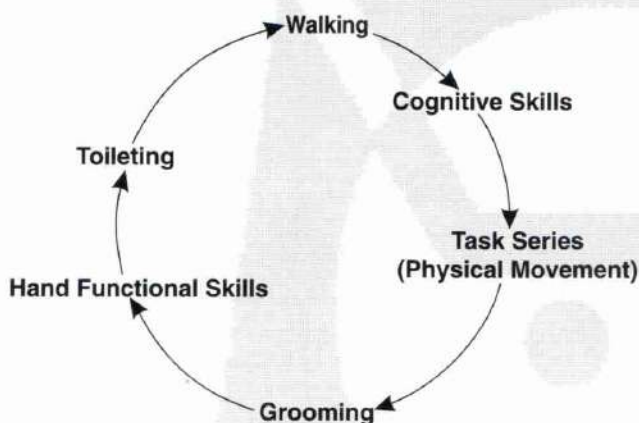 Walking
Cognitive Skills
Task Series
(Physical Movement)
Grooming
Hand Functional Skills
Toileting